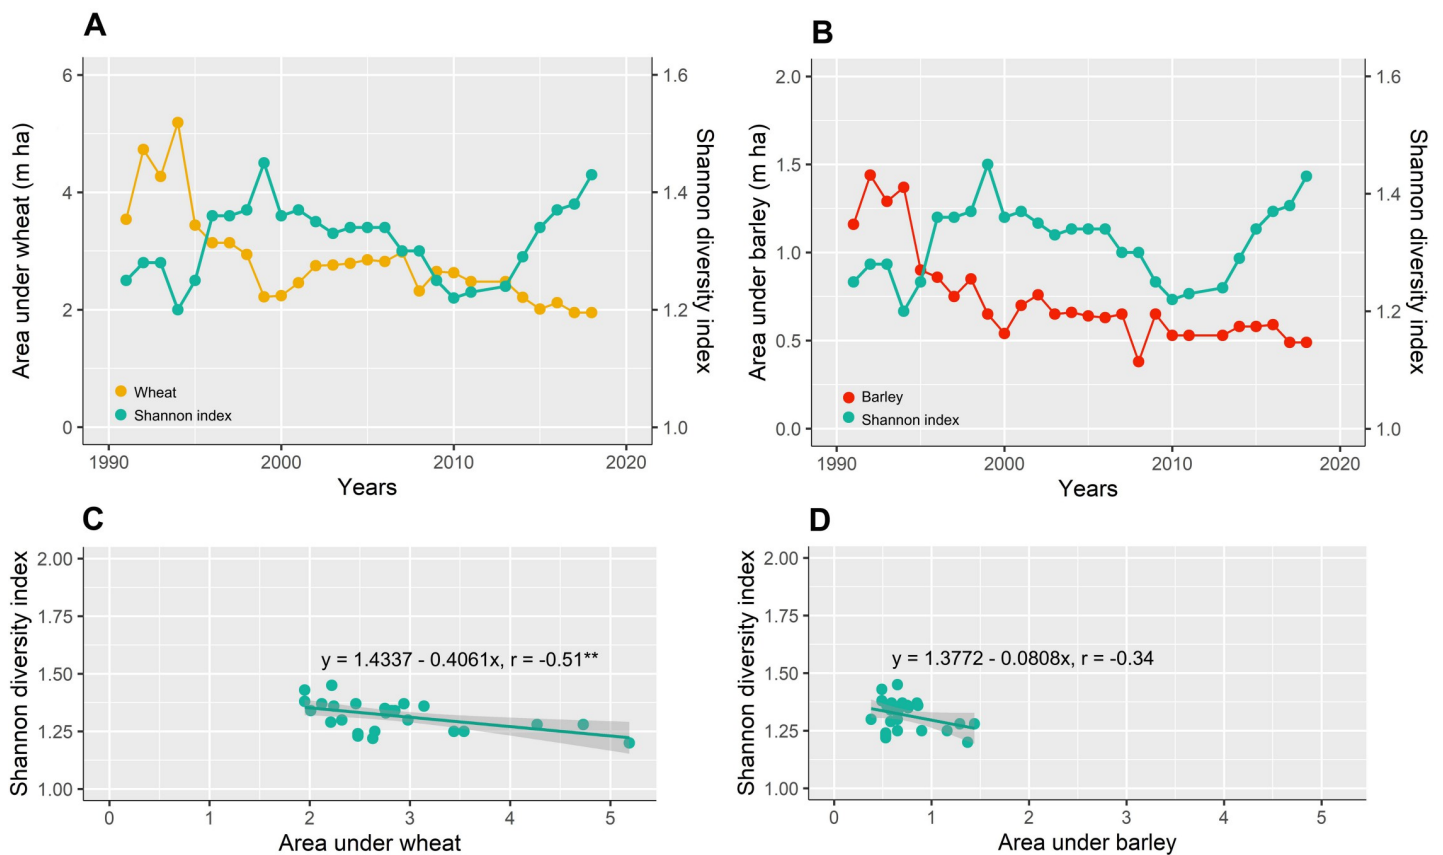 A
Area under wheat (m ha)
6
4
2
0
1.6
1.4
1.2
1.0
Shannon diversity index
Wheat
Shannon index
1990 2000 2010 2020
Years
B
Area under barley (m ha)
2.0
1.5
1.0
0.5
0.0
1.6
1.4
1.2
1.0
Shannon diversity index
Barley
Shannon index
1990 2000 2010 2020
Years
C
Shannon diversity index
2.00
1.75
1.50
1.25
1.00
y = 1.4337 - 0.4061x, r = -0.51**
0 1 2 3 4 5
Area under wheat
D
Shannon diversity index
2.00
1.75
1.50
1.25
1.00
y = 1.3772 - 0.0808x, r = -0.34
0 1 2 3 4 5
Area under barley